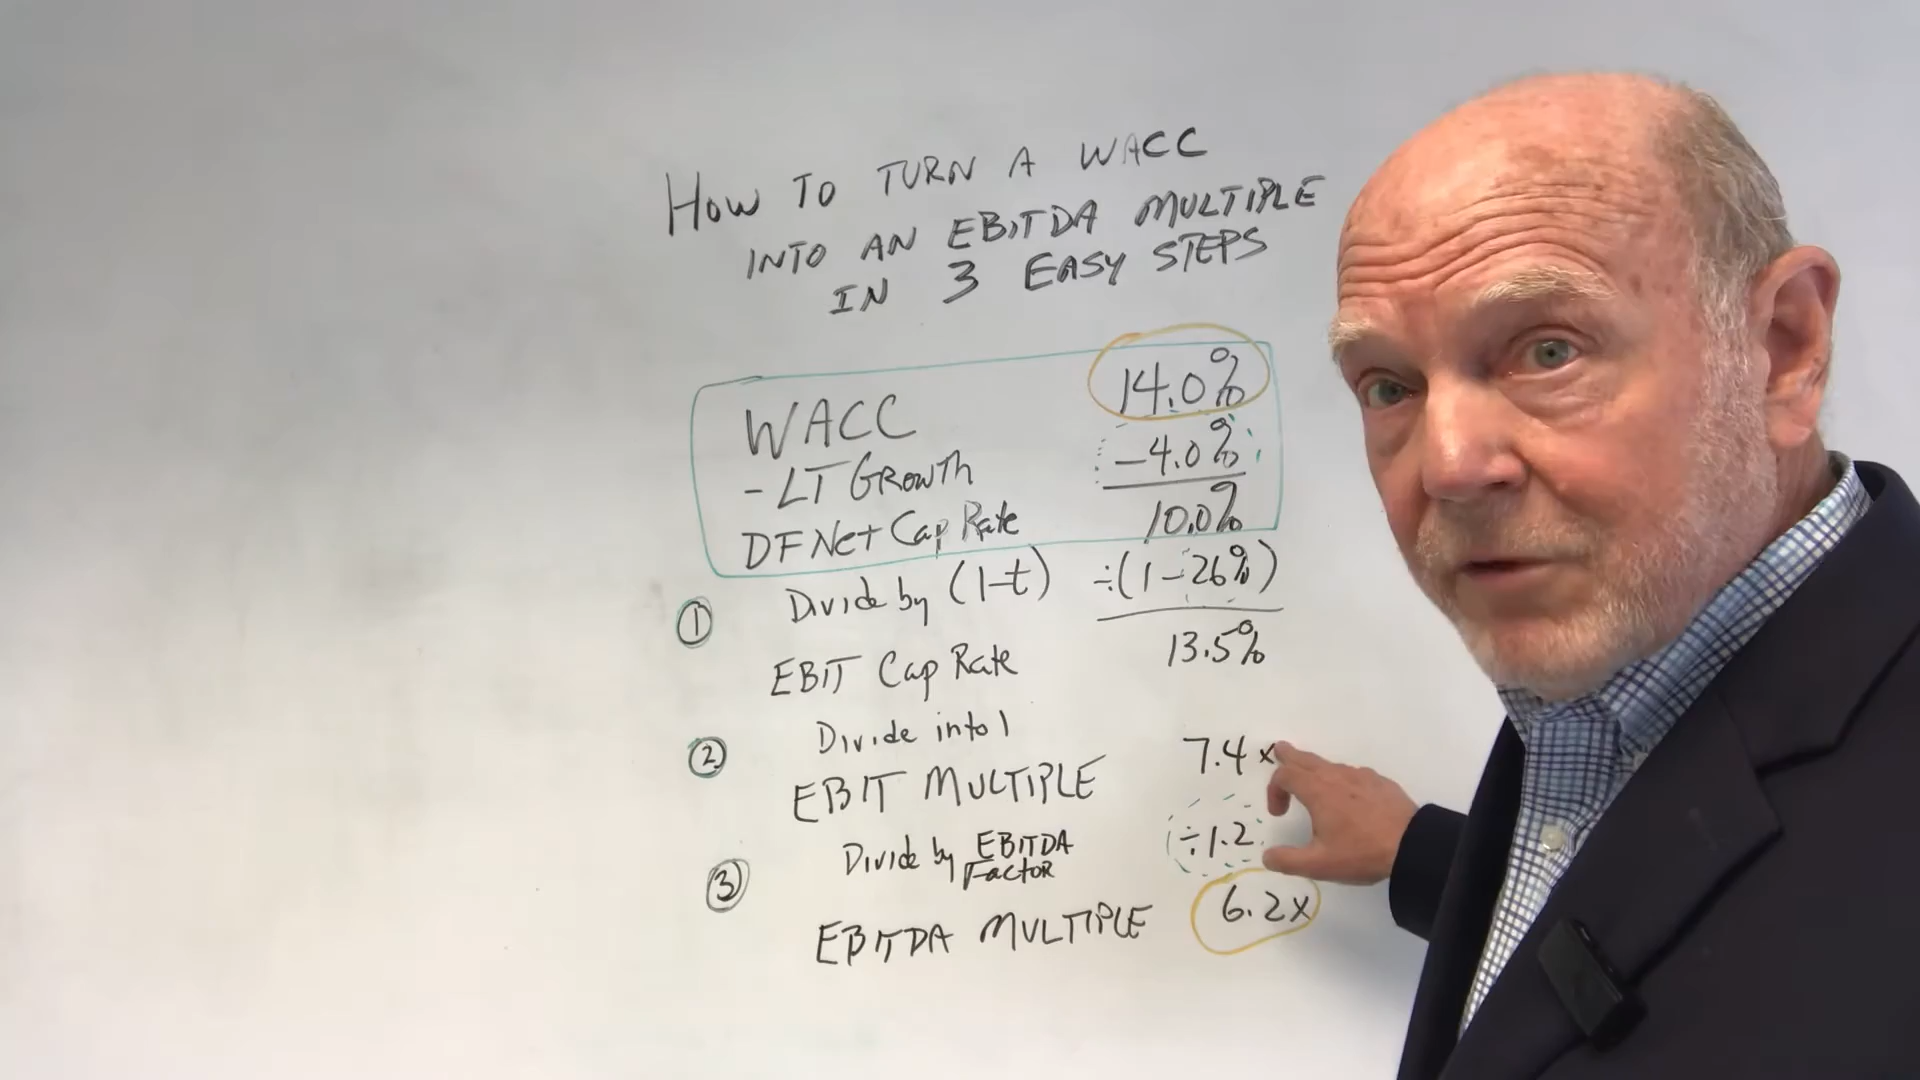 HOW TO TURN A WACC
INTO AN EBITDA MULTIPLE
IN 3 EASY STEPS
WACC 14.0%
- LT GROWTH -4.0%
DF Net Cap Rate 10.0%
① Divide by (1-t) ÷(1-26%)
EBIT Cap Rate 13.5%
② Divide into 1
EBIT MULTIPLE 7.4x
③ Divide by EBITDA Factor ÷1.2
EBITDA MULTIPLE 6.2x